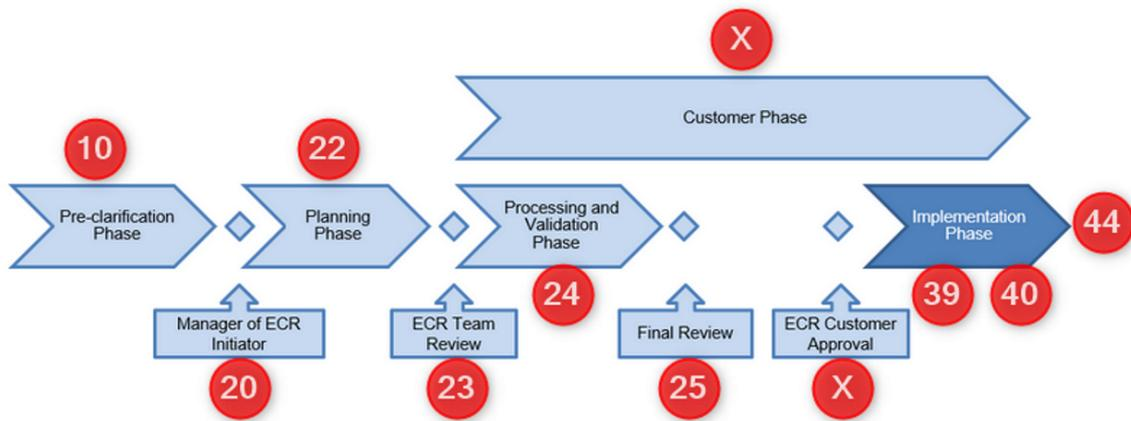 X
Customer Phase
10
22
Pre-clarification
Phase
Planning
Phase
Processing and
Validation
Phase
Implementation
Phase
44
24
39
40
Manager of ECR
Initiator
ECR Team
Review
Final Review
ECR Customer
Approval
20
23
25
X